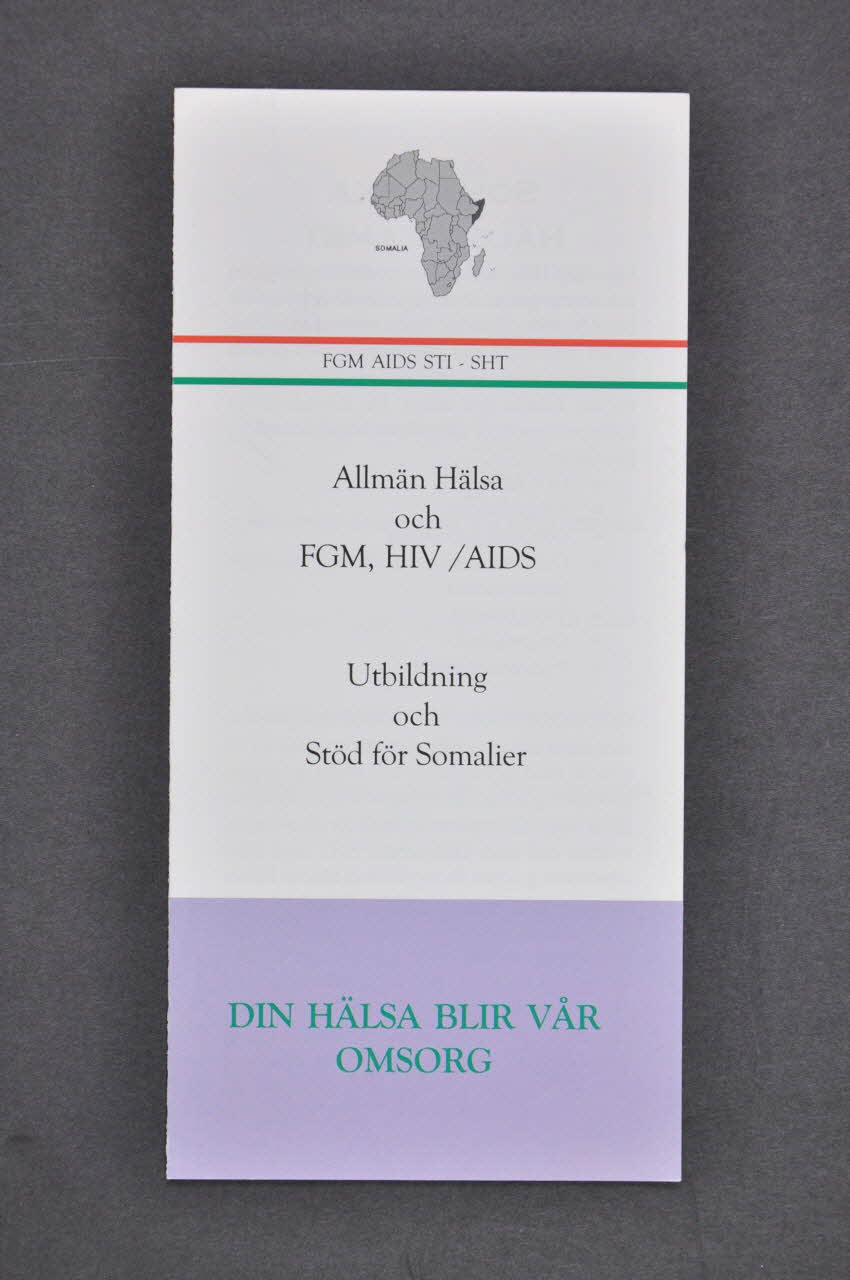 SOMALIA
FGM AIDS STI - SHT
Allmän Hälsa
och
FGM, HIV /AIDS
Utbildning
och
Stöd för Somalier
DIN HÄLSA BLIR VÅR
OMSORG